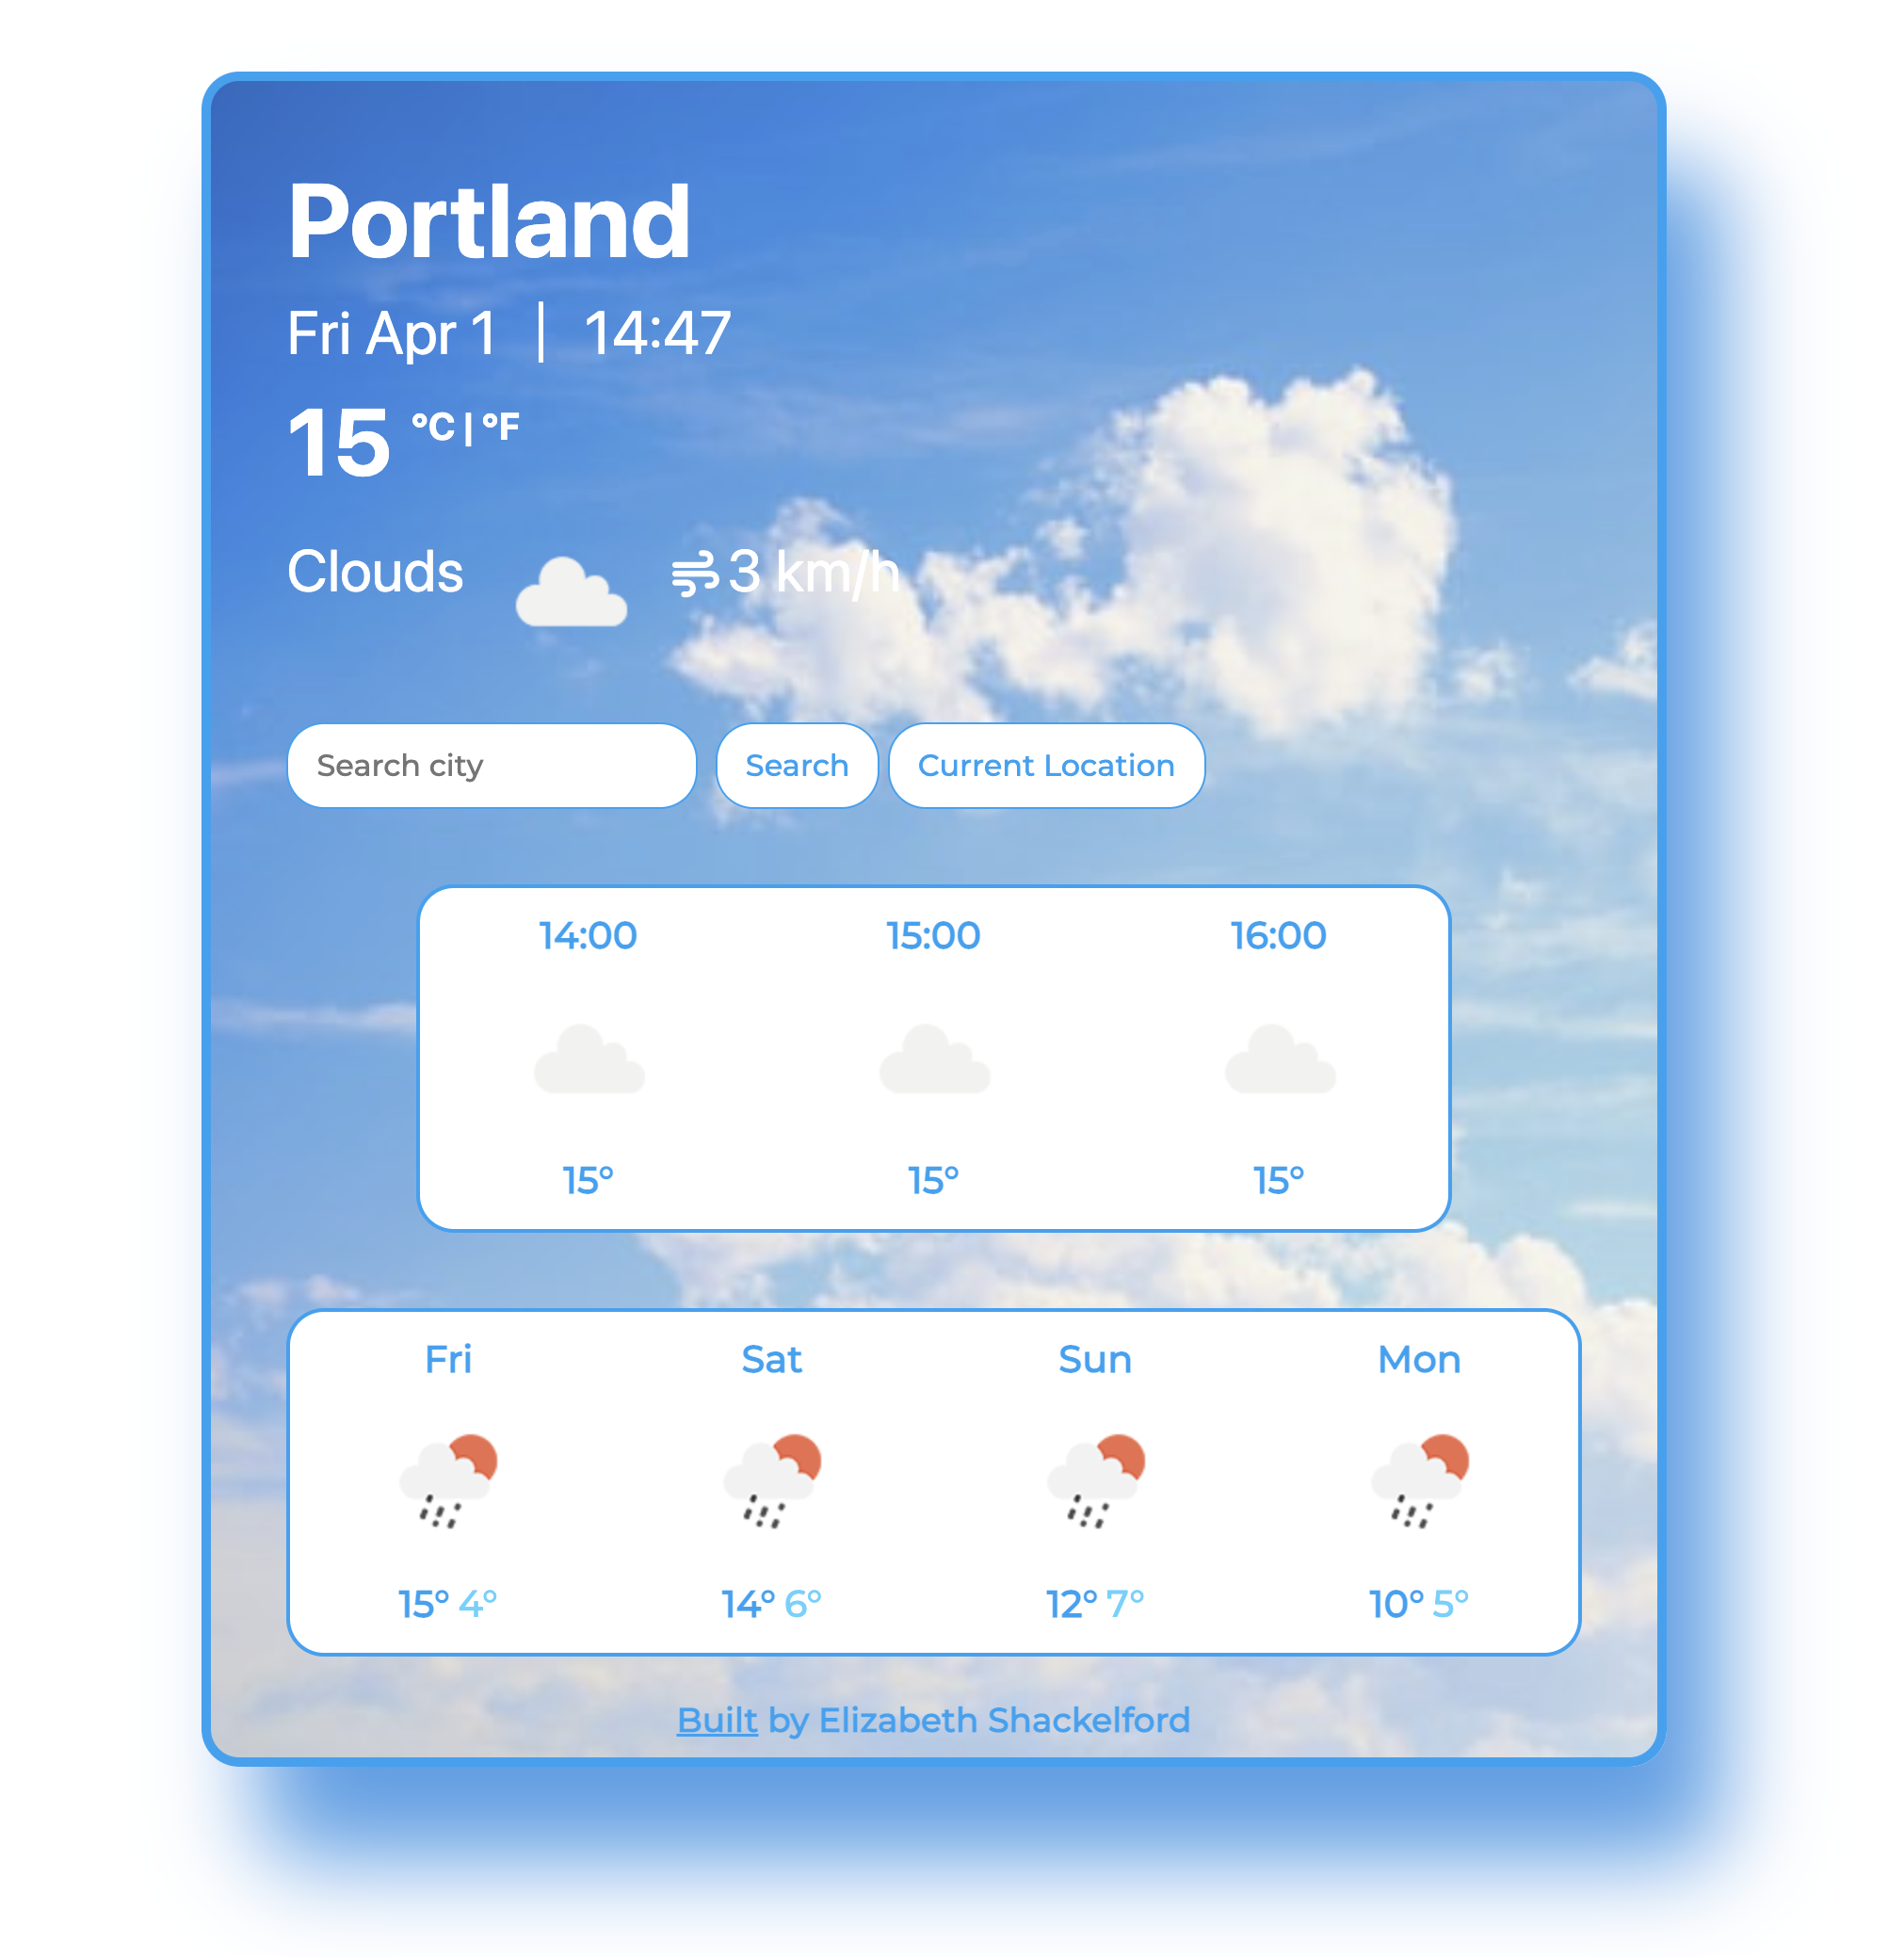 Portland
Fri Apr 1 | 14:47
15 °C | °F
Clouds 3 km/h
Search city Search Current Location
14:00 15:00 16:00
15° 15° 15°
Fri Sat Sun Mon
15° 4° 14° 6° 12° 7° 10° 5°
Built by Elizabeth Shackelford